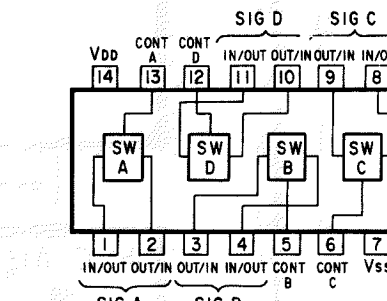 SIG D SIG C
VDD CONT A CONT D IN/OUT OUT/IN OUT/IN IN/O
14 13 12 11 10 9 8
SW A SW D SW B SW C
1 2 3 4 5 6 7
IN/OUT OUT/IN OUT/IN IN/OUT CONT B CONT C VSS
SIG A